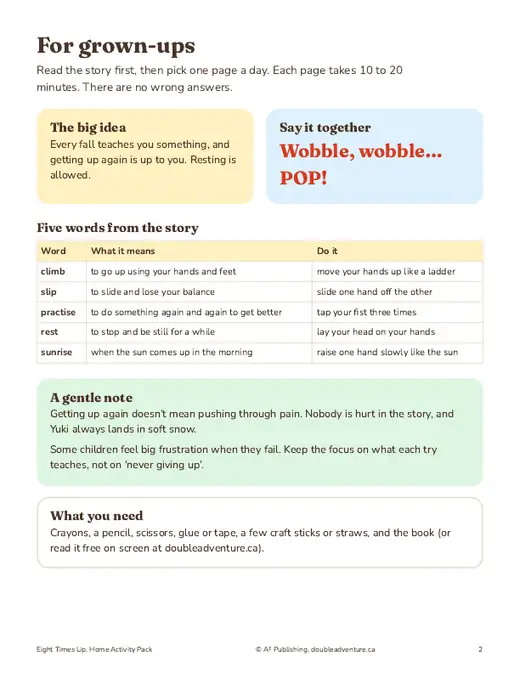 For grown-ups
Read the story first, then pick one page a day. Each page takes 10 to 20
minutes. There are no wrong answers.
The big idea
Every fall teaches you something, and
getting up again is up to you. Resting is
allowed.
Say it together
Wobble, wobble...
POP!
Five words from the story
Word What it means Do it
climb to go up using your hands and feet move your hands up like a ladder
slip to slide and lose your balance slide one hand off the other
practise to do something again and again to get better tap your fist three times
rest to stop and be still for a while lay your head on your hands
sunrise when the sun comes up in the morning raise one hand slowly like the sun
A gentle note
Getting up again doesn't mean pushing through pain. Nobody is hurt in the story, and
Yuki always lands in soft snow.
Some children feel big frustration when they fail. Keep the focus on what each try
teaches, not on 'never giving up'.
What you need
Crayons, a pencil, scissors, glue or tape, a few craft sticks or straws, and the book (or
read it free on screen at doubleadventure.ca).
Eight Times Up, Home Activity Pack © A² Publishing, doubleadventure.ca 2